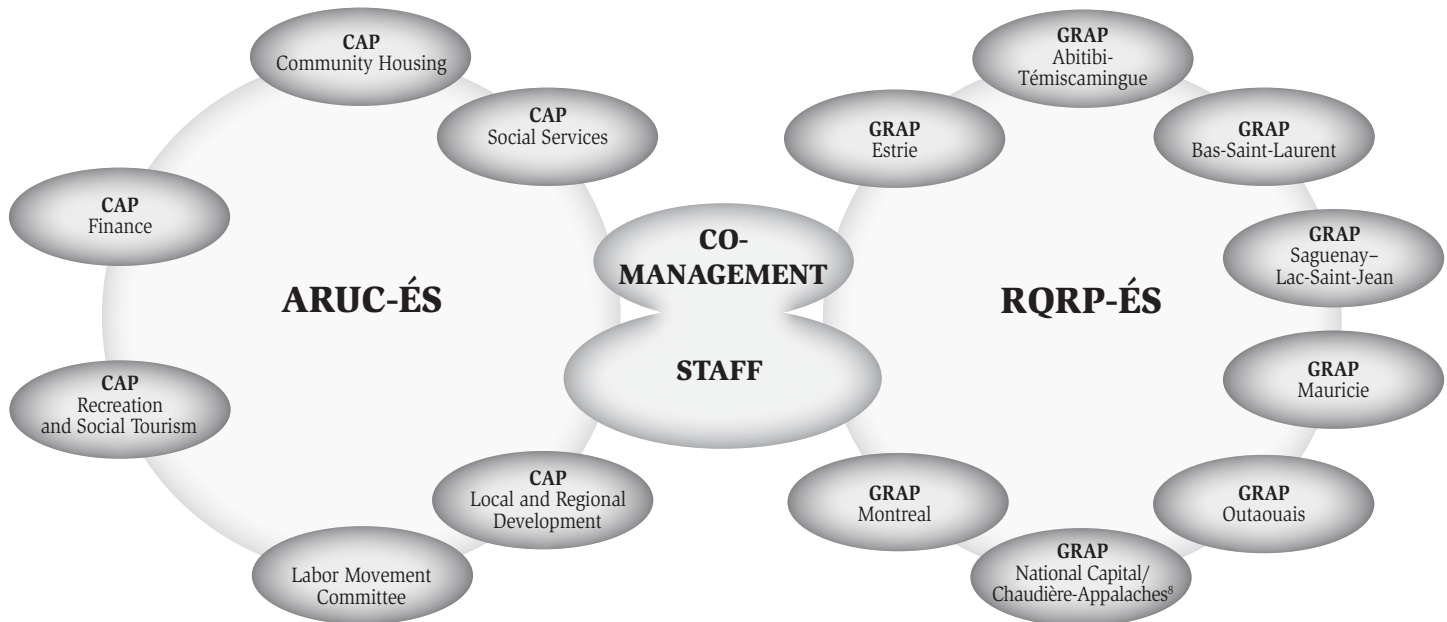 CAP
Community Housing
CAP
Social Services
CAP
Finance
ARUC-ÉS
CAP
Recreation
and Social Tourism
CAP
Local and Regional
Development
Labor Movement
Committee
CO-
MANAGEMENT
STAFF
GRAP
Abitibi-
Témiscamingue
GRAP
Estrie
GRAP
Bas-Saint-Laurent
GRAP
Saguenay–
Lac-Saint-Jean
RQRP-ÉS
GRAP
Mauricie
GRAP
Montreal
GRAP
Outaouais
GRAP
National Capital/
Chaudière-Appalaches⁸